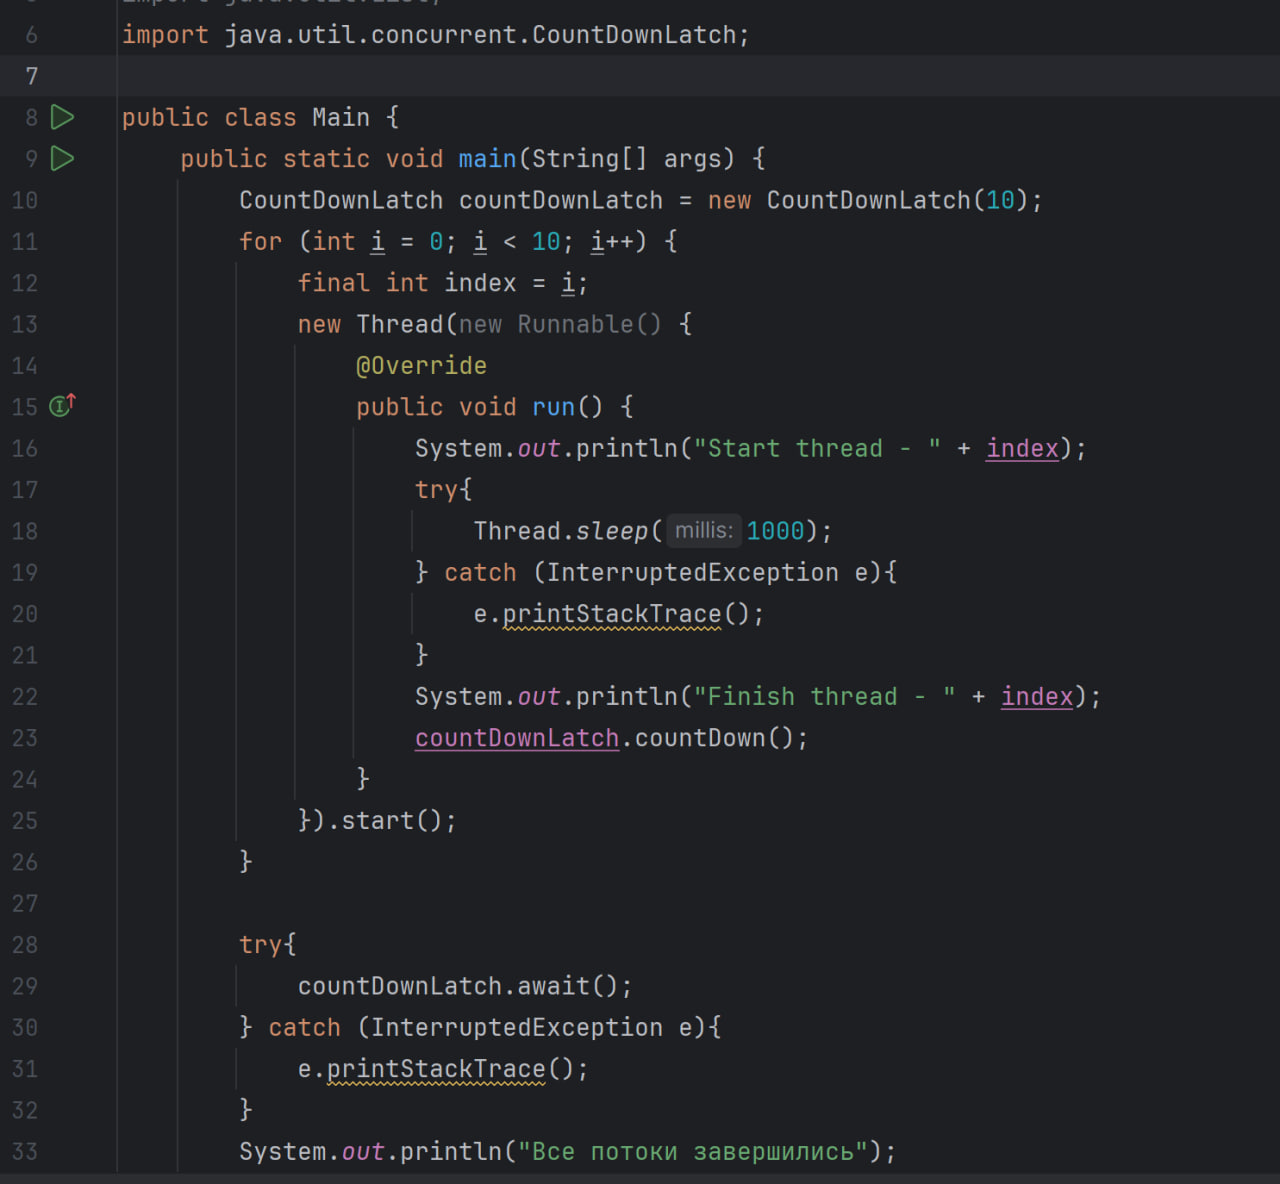 6 import java.util.concurrent.CountDownLatch;
7
8 public class Main {
9 public static void main(String[] args) {
10 CountDownLatch countDownLatch = new CountDownLatch(10);
11 for (int i = 0; i < 10; i++) {
12 final int index = i;
13 new Thread(new Runnable() {
14 @Override
15 public void run() {
16 System.out.println("Start thread - " + index);
17 try{
18 Thread.sleep( millis: 1000);
19 } catch (InterruptedException e){
20 e.printStackTrace();
21 }
22 System.out.println("Finish thread - " + index);
23 countDownLatch.countDown();
24 }
25 }).start();
26 }
27
28 try{
29 countDownLatch.await();
30 } catch (InterruptedException e){
31 e.printStackTrace();
32 }
33 System.out.println("Все потоки завершились");